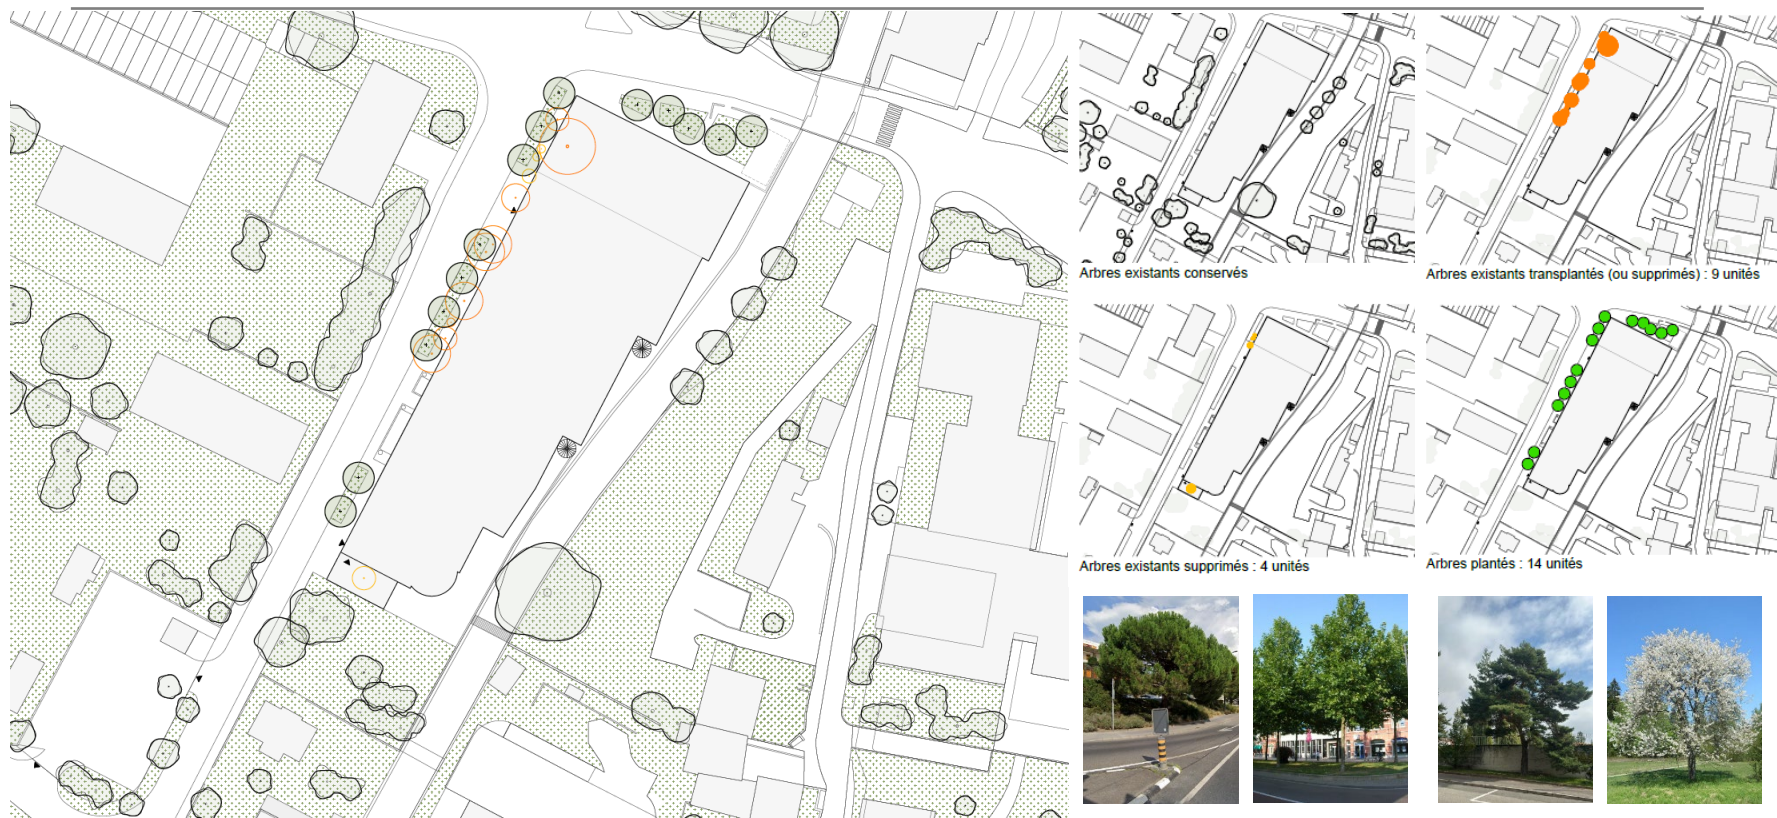 Arbres existants conservés
Arbres existants transplantés (ou supprimés) : 9 unités
Arbres existants supprimés : 4 unités
Arbres plantés : 14 unités